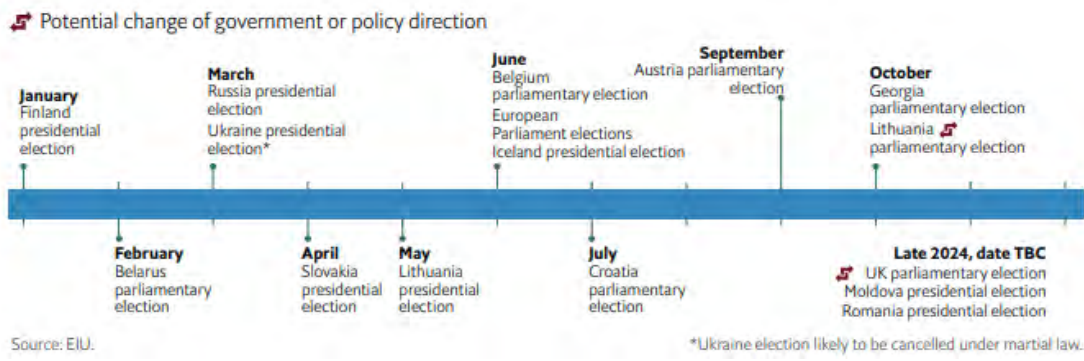 Potential change of government or policy direction
January
Finland
presidential
election
February
Belarus
parliamentary
election
March
Russia presidential
election
Ukraine presidential
election*
April
Slovakia
presidential
election
May
Lithuania
presidential
election
June
Belgium
parliamentary election
European
Parliament elections
Iceland presidential election
July
Croatia
parliamentary
election
September
Austria parliamentary
election
October
Georgia
parliamentary election
Lithuania
parliamentary election
Late 2024, date TBC
UK parliamentary election
Moldova presidential election
Romania presidential election
Source: EIU.
*Ukraine election likely to be cancelled under martial law.